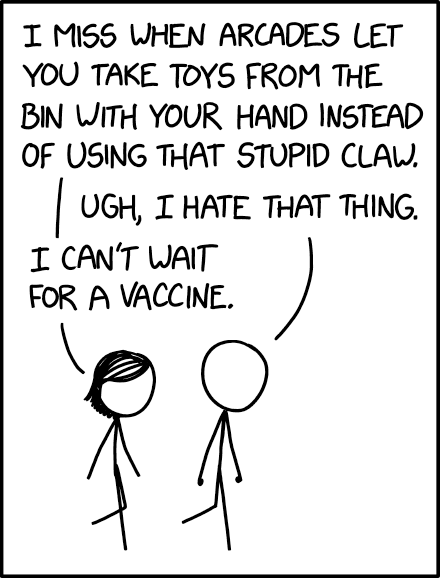 I MISS WHEN ARCADES LET
YOU TAKE TOYS FROM THE
BIN WITH YOUR HAND INSTEAD
OF USING THAT STUPID CLAW.
UGH, I HATE THAT THING.
I CAN'T WAIT
FOR A VACCINE.